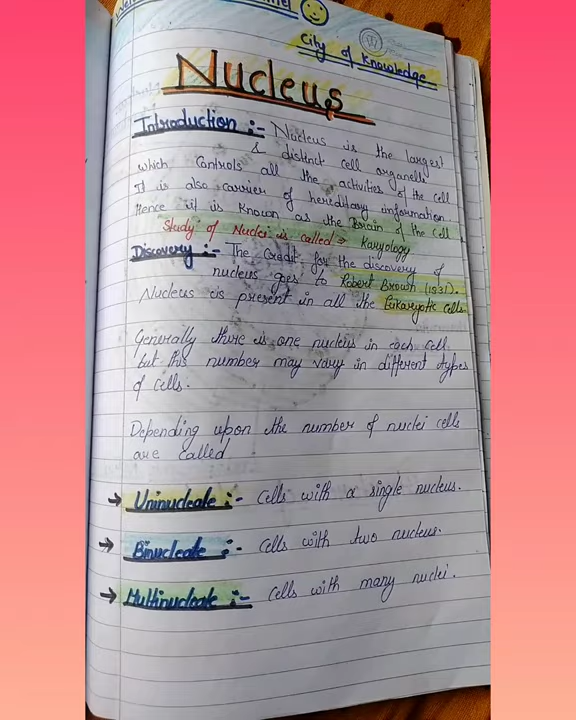 City of Knowledge
Nucleus
Introduction :- Nucleus is the largest
& distinct cell organelle
which controls all the activities of the cell
It is also carrier of hereditary information.
Hence it is known as the Brain of the Cell
Study of Nuclei is called → Karyology
Discovery :- The credit for the discovery of
nucleus goes to Robert Brown (1931).
Nucleus is present in all the Eukaryotic cells.
Generally there is one nucleus in each cell
but this number may vary in different types
of cells.
Depending upon the number of nuclei cells
are called
→ Uninucleate :- Cells with a single nucleus.
→ Binucleate :- Cells with two nucleus.
→ Multinucleate :- Cells with many nuclei.